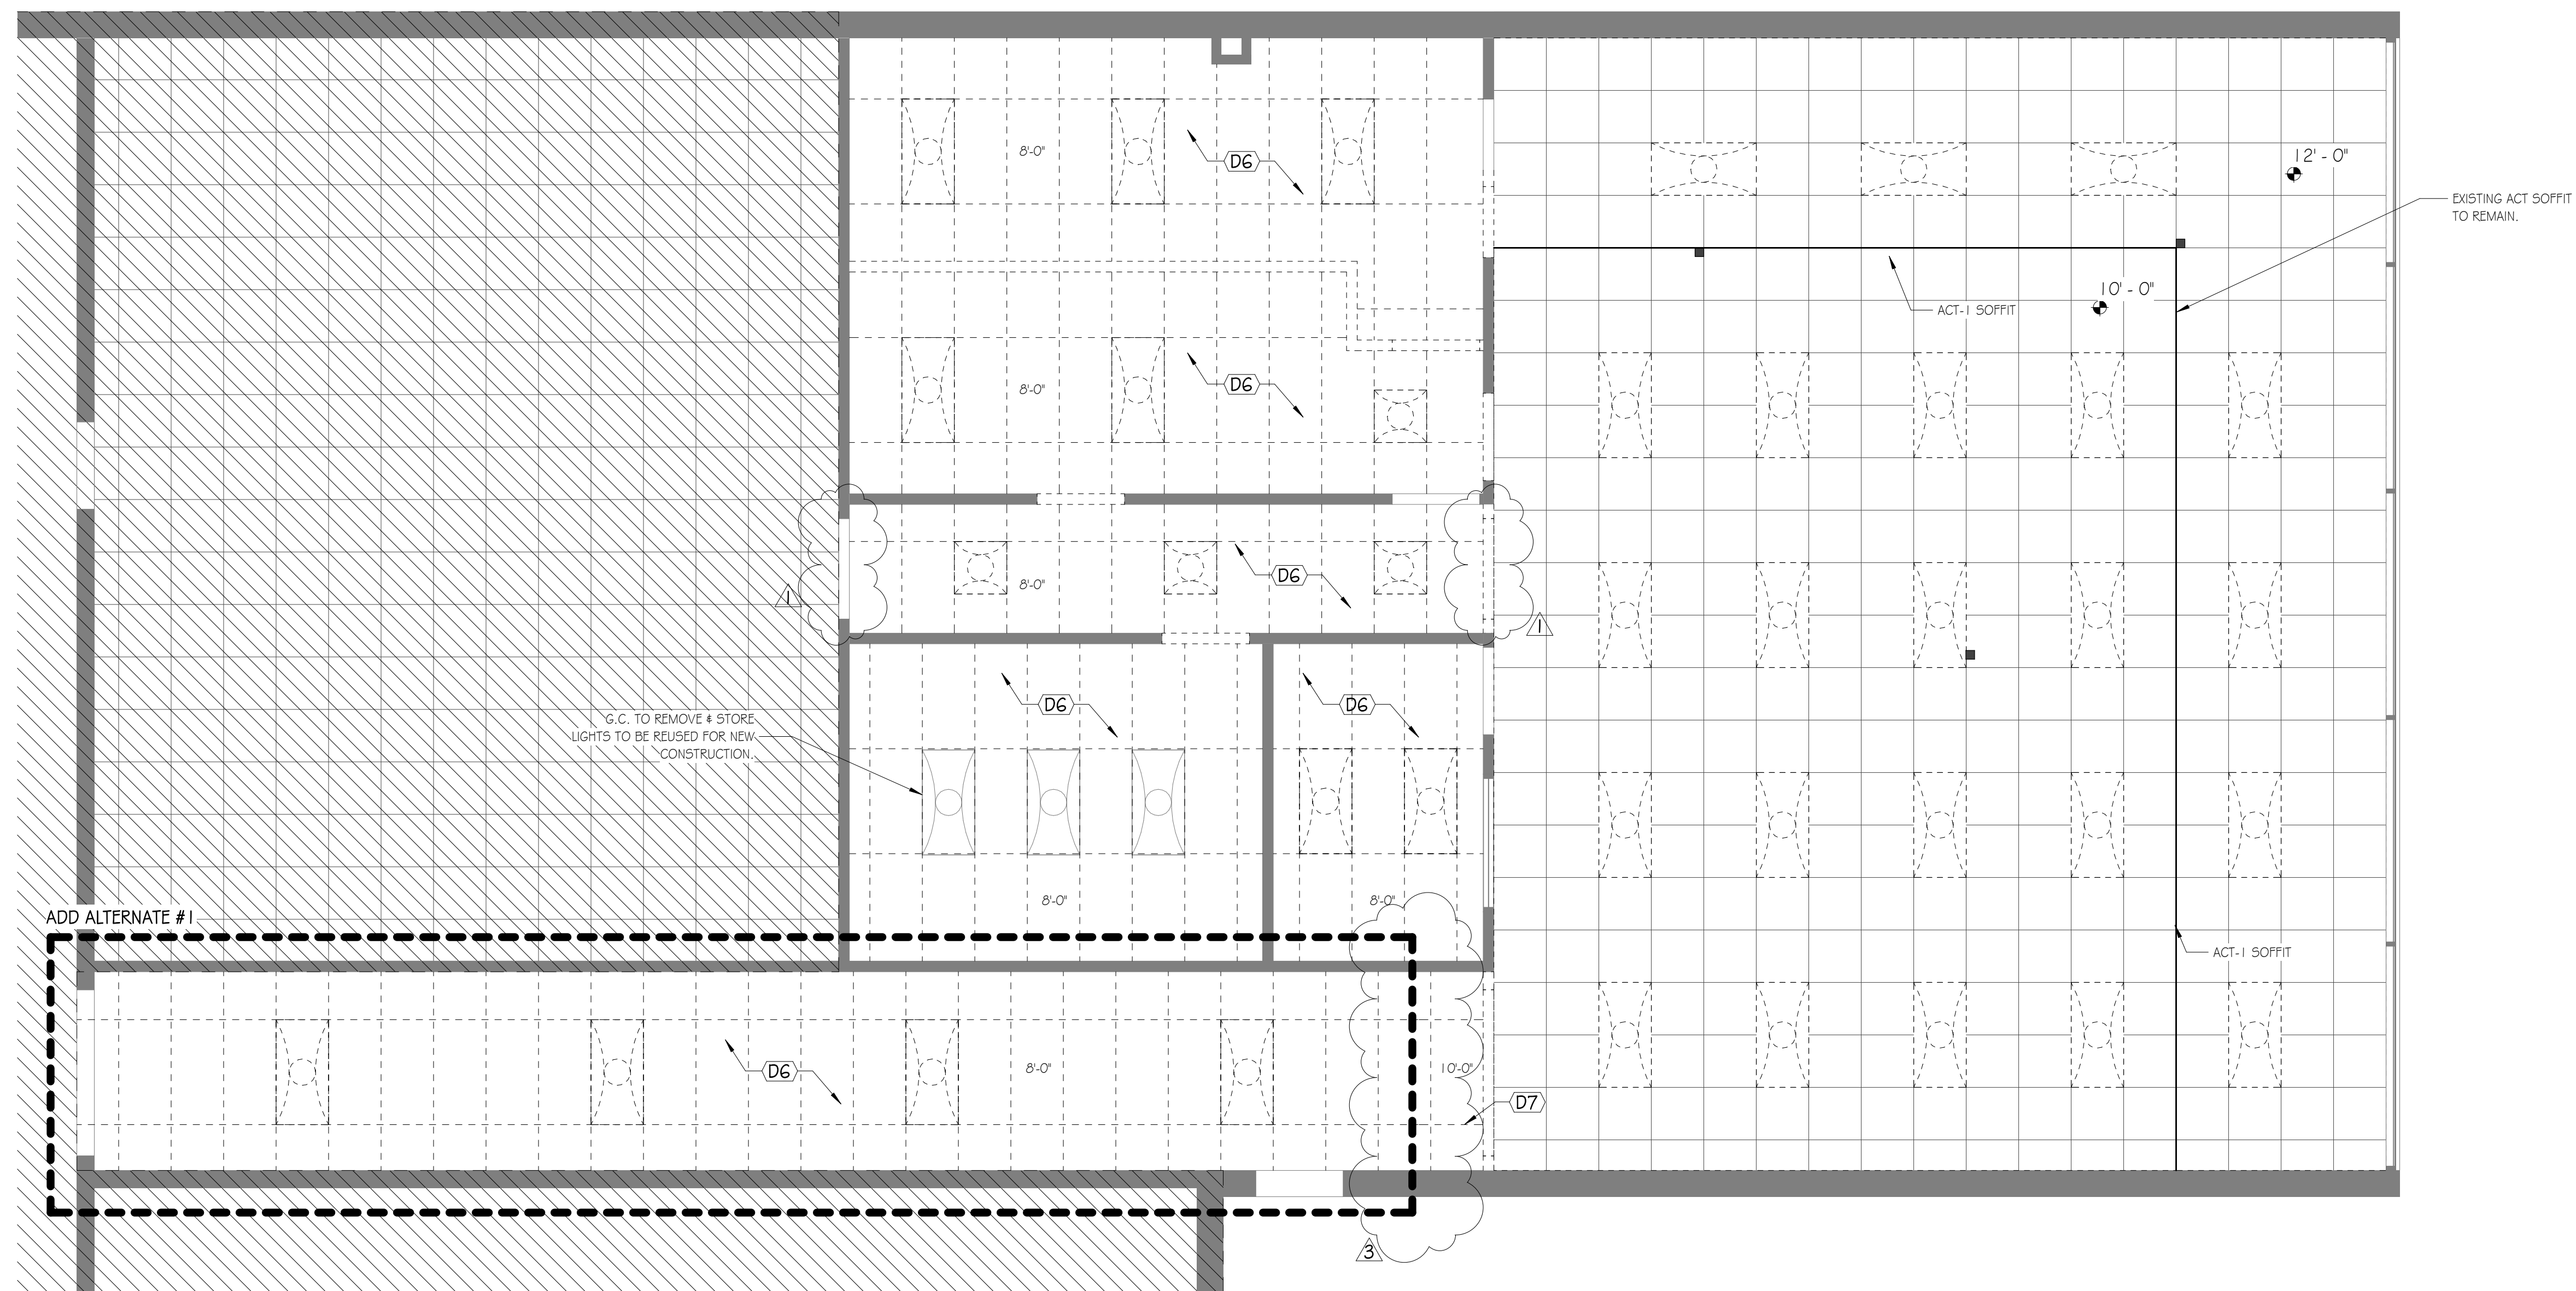 12' - 0"
8'-0"
D6
EXISTING ACT SOFFIT
TO REMAIN.
10' - 0"
ACT-1 SOFFIT
8'-0"
D6
8'-0"
D6
1
1
D6
D6
G.C. TO REMOVE & STORE
LIGHTS TO BE REUSED FOR NEW
CONSTRUCTION.
8'-0"
8'-0"
ADD ALTERNATE #1
ACT-1 SOFFIT
D6
8'-0"
10'-0"
D7
3